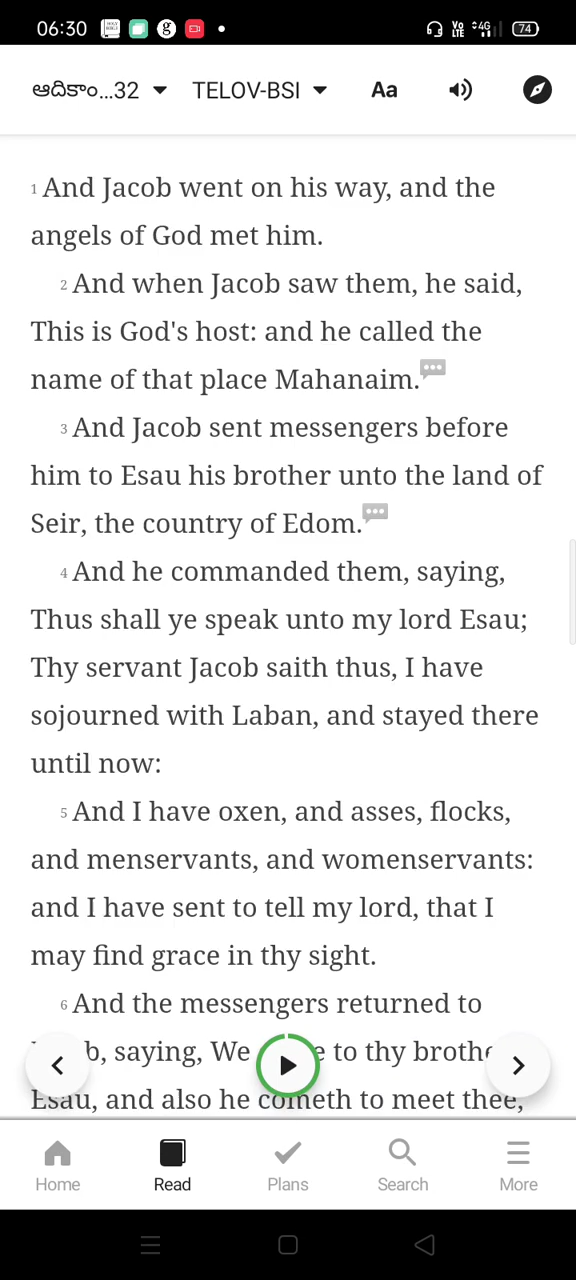 06:30 Vo LTE 4G 74
ఆదికాం...32 TELOV-BSI Aa
1 And Jacob went on his way, and the
angels of God met him.
2 And when Jacob saw them, he said,
This is God's host: and he called the
name of that place Mahanaim.
3 And Jacob sent messengers before
him to Esau his brother unto the land of
Seir, the country of Edom.
4 And he commanded them, saying,
Thus shall ye speak unto my lord Esau;
Thy servant Jacob saith thus, I have
sojourned with Laban, and stayed there
until now:
5 And I have oxen, and asses, flocks,
and menservants, and womenservants:
and I have sent to tell my lord, that I
may find grace in thy sight.
6 And the messengers returned to
saying, We to thy
Esau, and also he cometh to meet thee,
Home Read Plans Search More